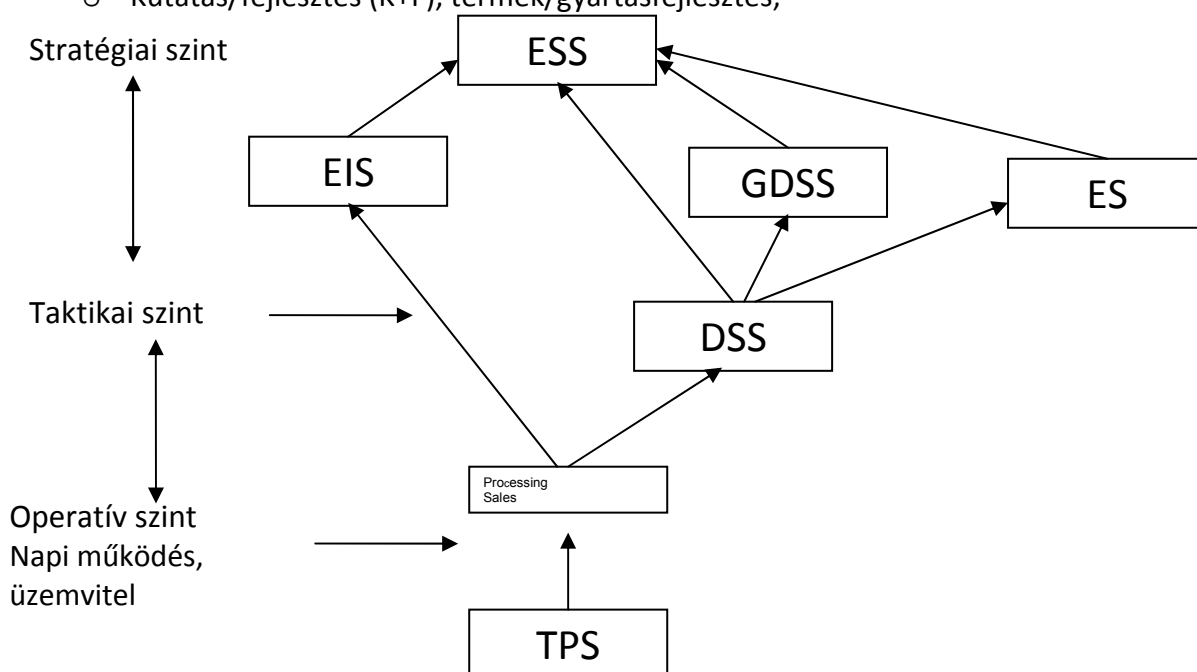 Stratégiai szint
ESS
EIS
GDSS
ES
Taktikai szint
DSS
Processing
Sales
Operatív szint
Napi működés,
üzemvitel
TPS